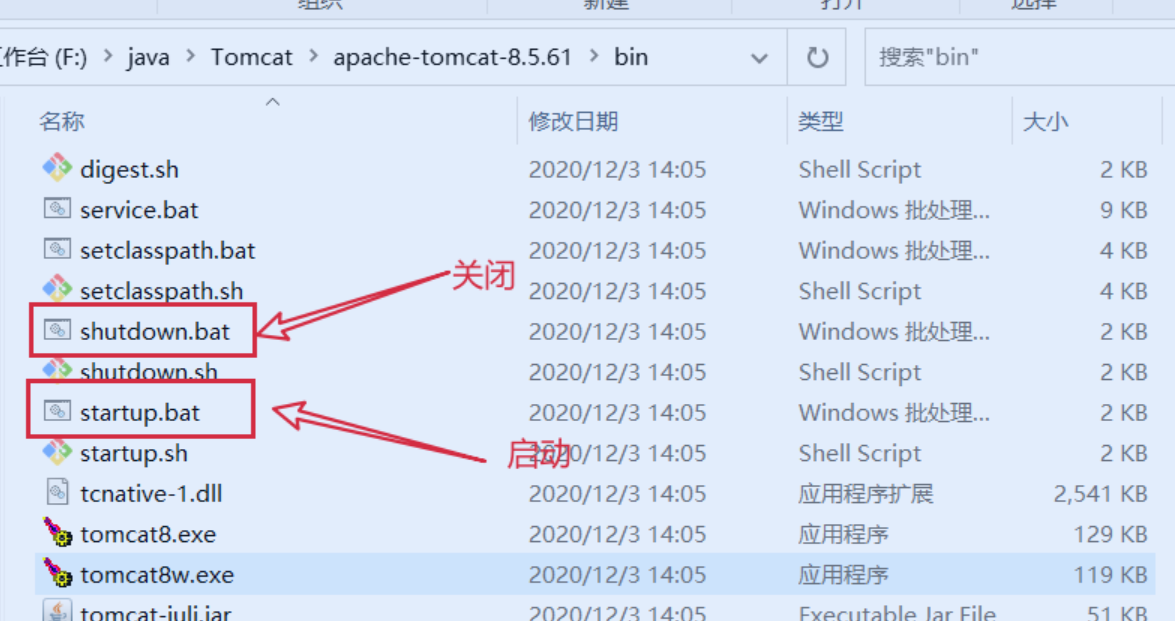 组织 新建 打开 选择
工作台 (F:) > java > Tomcat > apache-tomcat-8.5.61 > bin 搜索"bin"
名称 修改日期 类型 大小
digest.sh 2020/12/3 14:05 Shell Script 2 KB
service.bat 2020/12/3 14:05 Windows 批处理... 9 KB
setclasspath.bat 2020/12/3 14:05 Windows 批处理... 4 KB
关闭
setclasspath.sh 2020/12/3 14:05 Shell Script 4 KB
shutdown.bat 2020/12/3 14:05 Windows 批处理... 2 KB
shutdown.sh 2020/12/3 14:05 Shell Script 2 KB
startup.bat 2020/12/3 14:05 Windows 批处理... 2 KB
启动
startup.sh 2020/12/3 14:05 Shell Script 2 KB
tcnative-1.dll 2020/12/3 14:05 应用程序扩展 2,541 KB
tomcat8.exe 2020/12/3 14:05 应用程序 129 KB
tomcat8w.exe 2020/12/3 14:05 应用程序 119 KB
tomcat-juli.jar 2020/12/3 14:05 Executable Jar File 51 KB